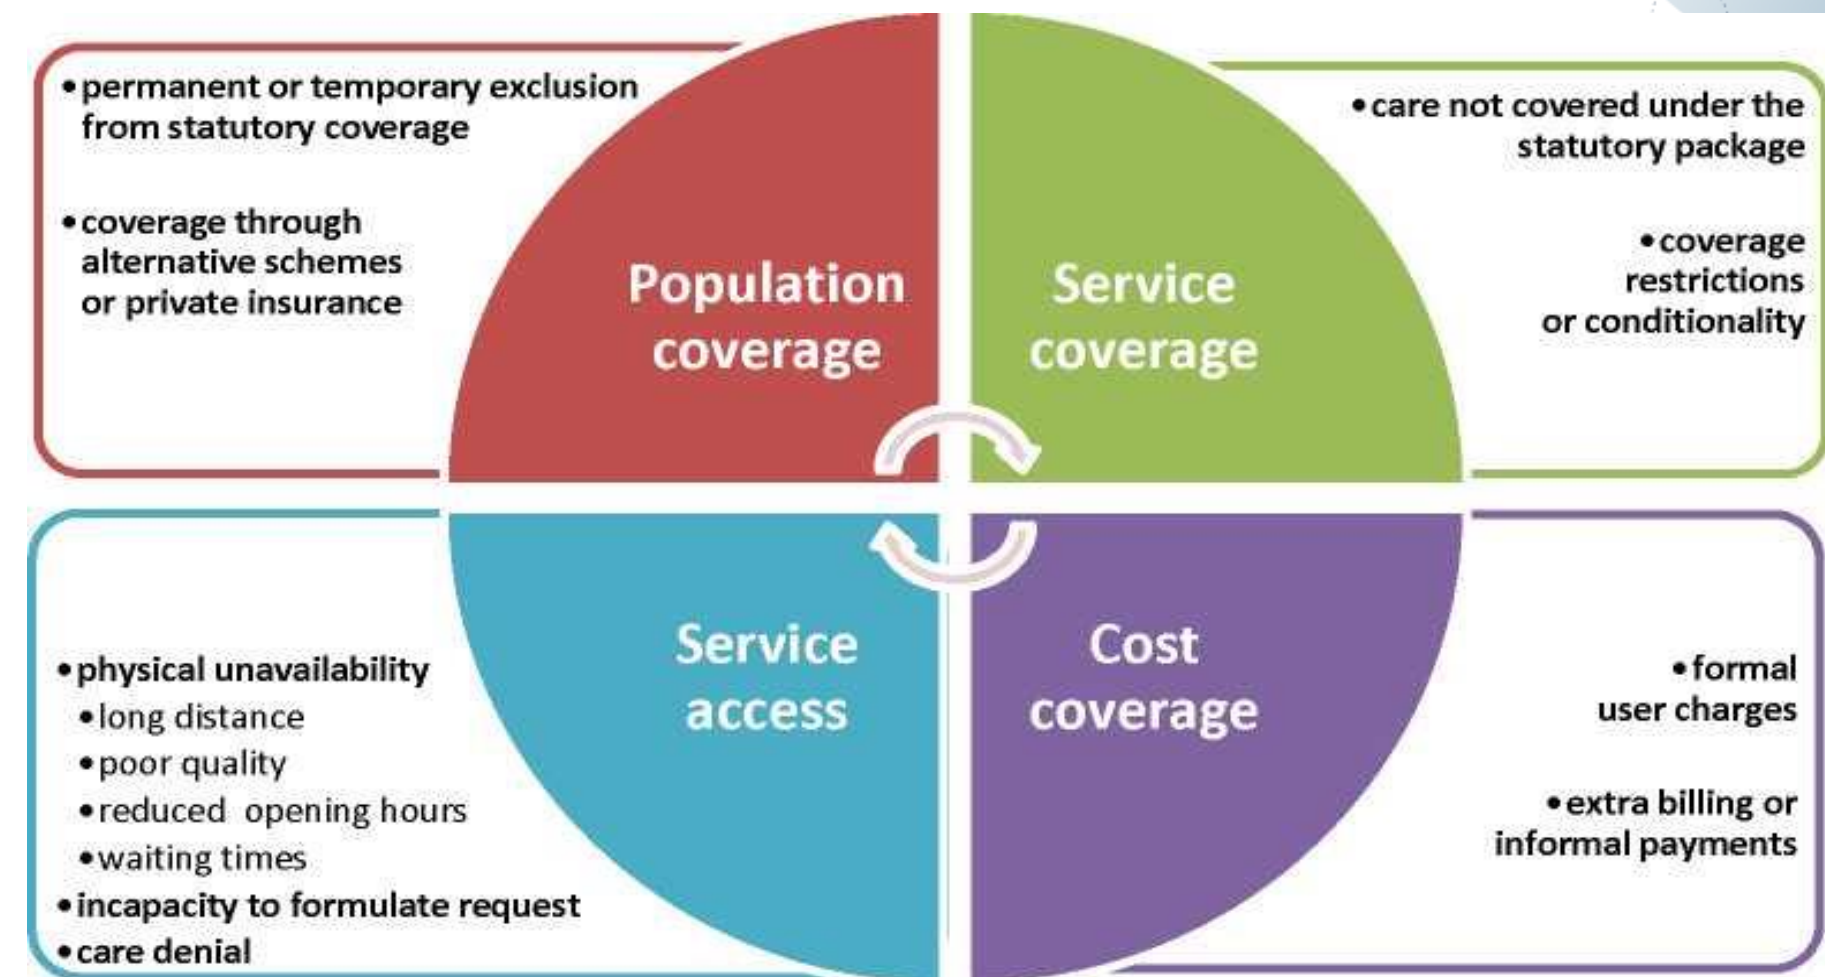 •permanent or temporary exclusion
from statutory coverage
•coverage through
alternative schemes
or private insurance
Population
coverage
Service
coverage
•care not covered under the
statutory package
•coverage
restrictions
or conditionality
•physical unavailability
•long distance
•poor quality
•reduced opening hours
•waiting times
•incapacity to formulate request
•care denial
Service
access
Cost
coverage
•formal
user charges
•extra billing or
informal payments